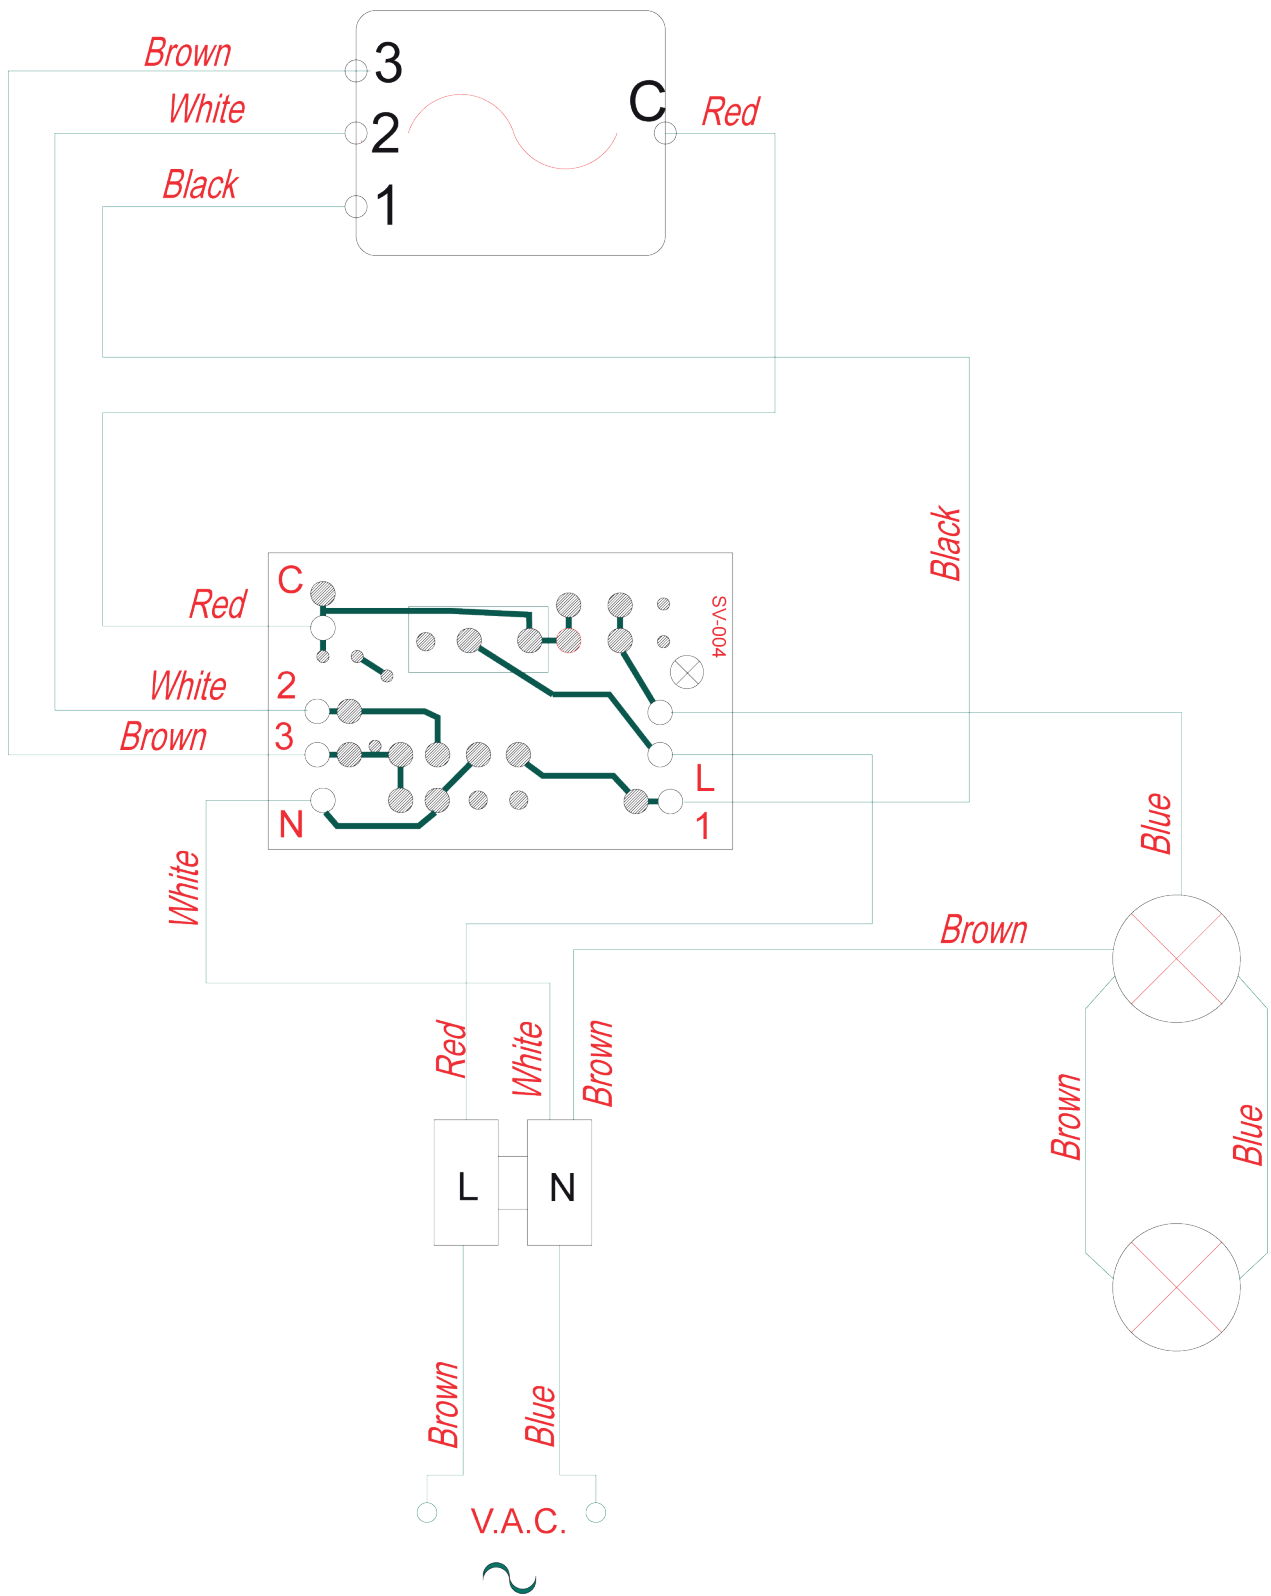 Brown
3
White
2
C
Red
Black
1
Black
C
SV-004
Red
2
White
3
Brown
L
N
1
Blue
White
Brown
Red
White
Brown
Brown
Blue
L
N
Brown
Blue
V.A.C.